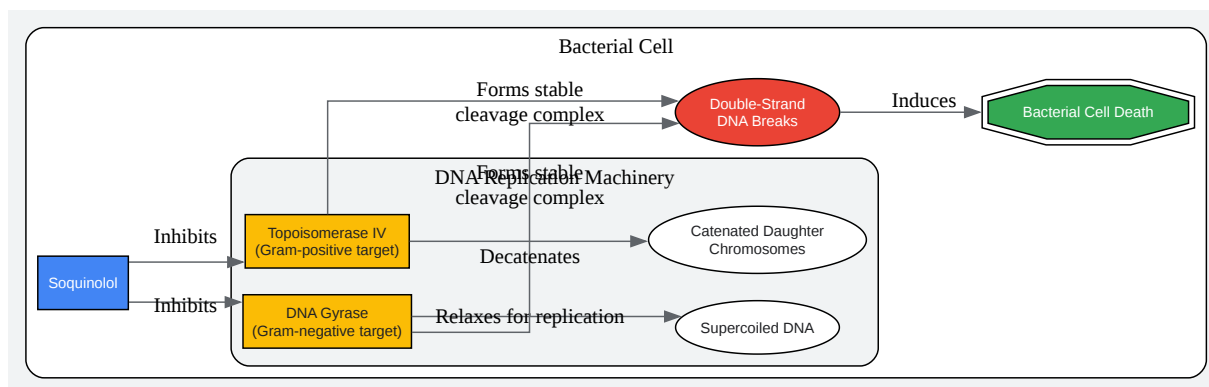 Bacterial Cell
Forms stable
cleavage complex
Double-Strand
DNA Breaks
Induces
Bacterial Cell Death
DNA Replication Machinery
Forms stable
cleavage complex
Inhibits
Topoisomerase IV
(Gram-positive target)
Decatenates
Catenated Daughter
Chromosomes
Soquinolol
Inhibits
DNA Gyrase
(Gram-negative target)
Relaxes for replication
Supercoiled DNA